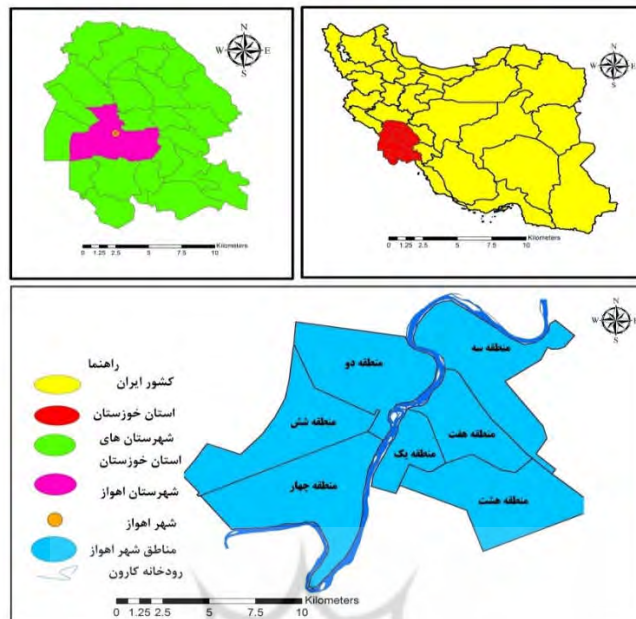 N
W E
S
Kilometers
0 1.25 2.5 5 7.5 10
N
W E
S
Kilometers
0 1.25 2.5 5 7.5 10
N
W E
S
راهنما
کشور ایران
استان خوزستان
شهرستان های
استان خوزستان
شهرستان اهواز
شهر اهواز
مناطق شهر اهواز
رودخانه کارون
منطقه سه
منطقه دو
منطقه شش
منطقه هفت
منطقه یک
منطقه چهار
منطقه هشت
Kilometers
0 1.25 2.5 5 7.5 10